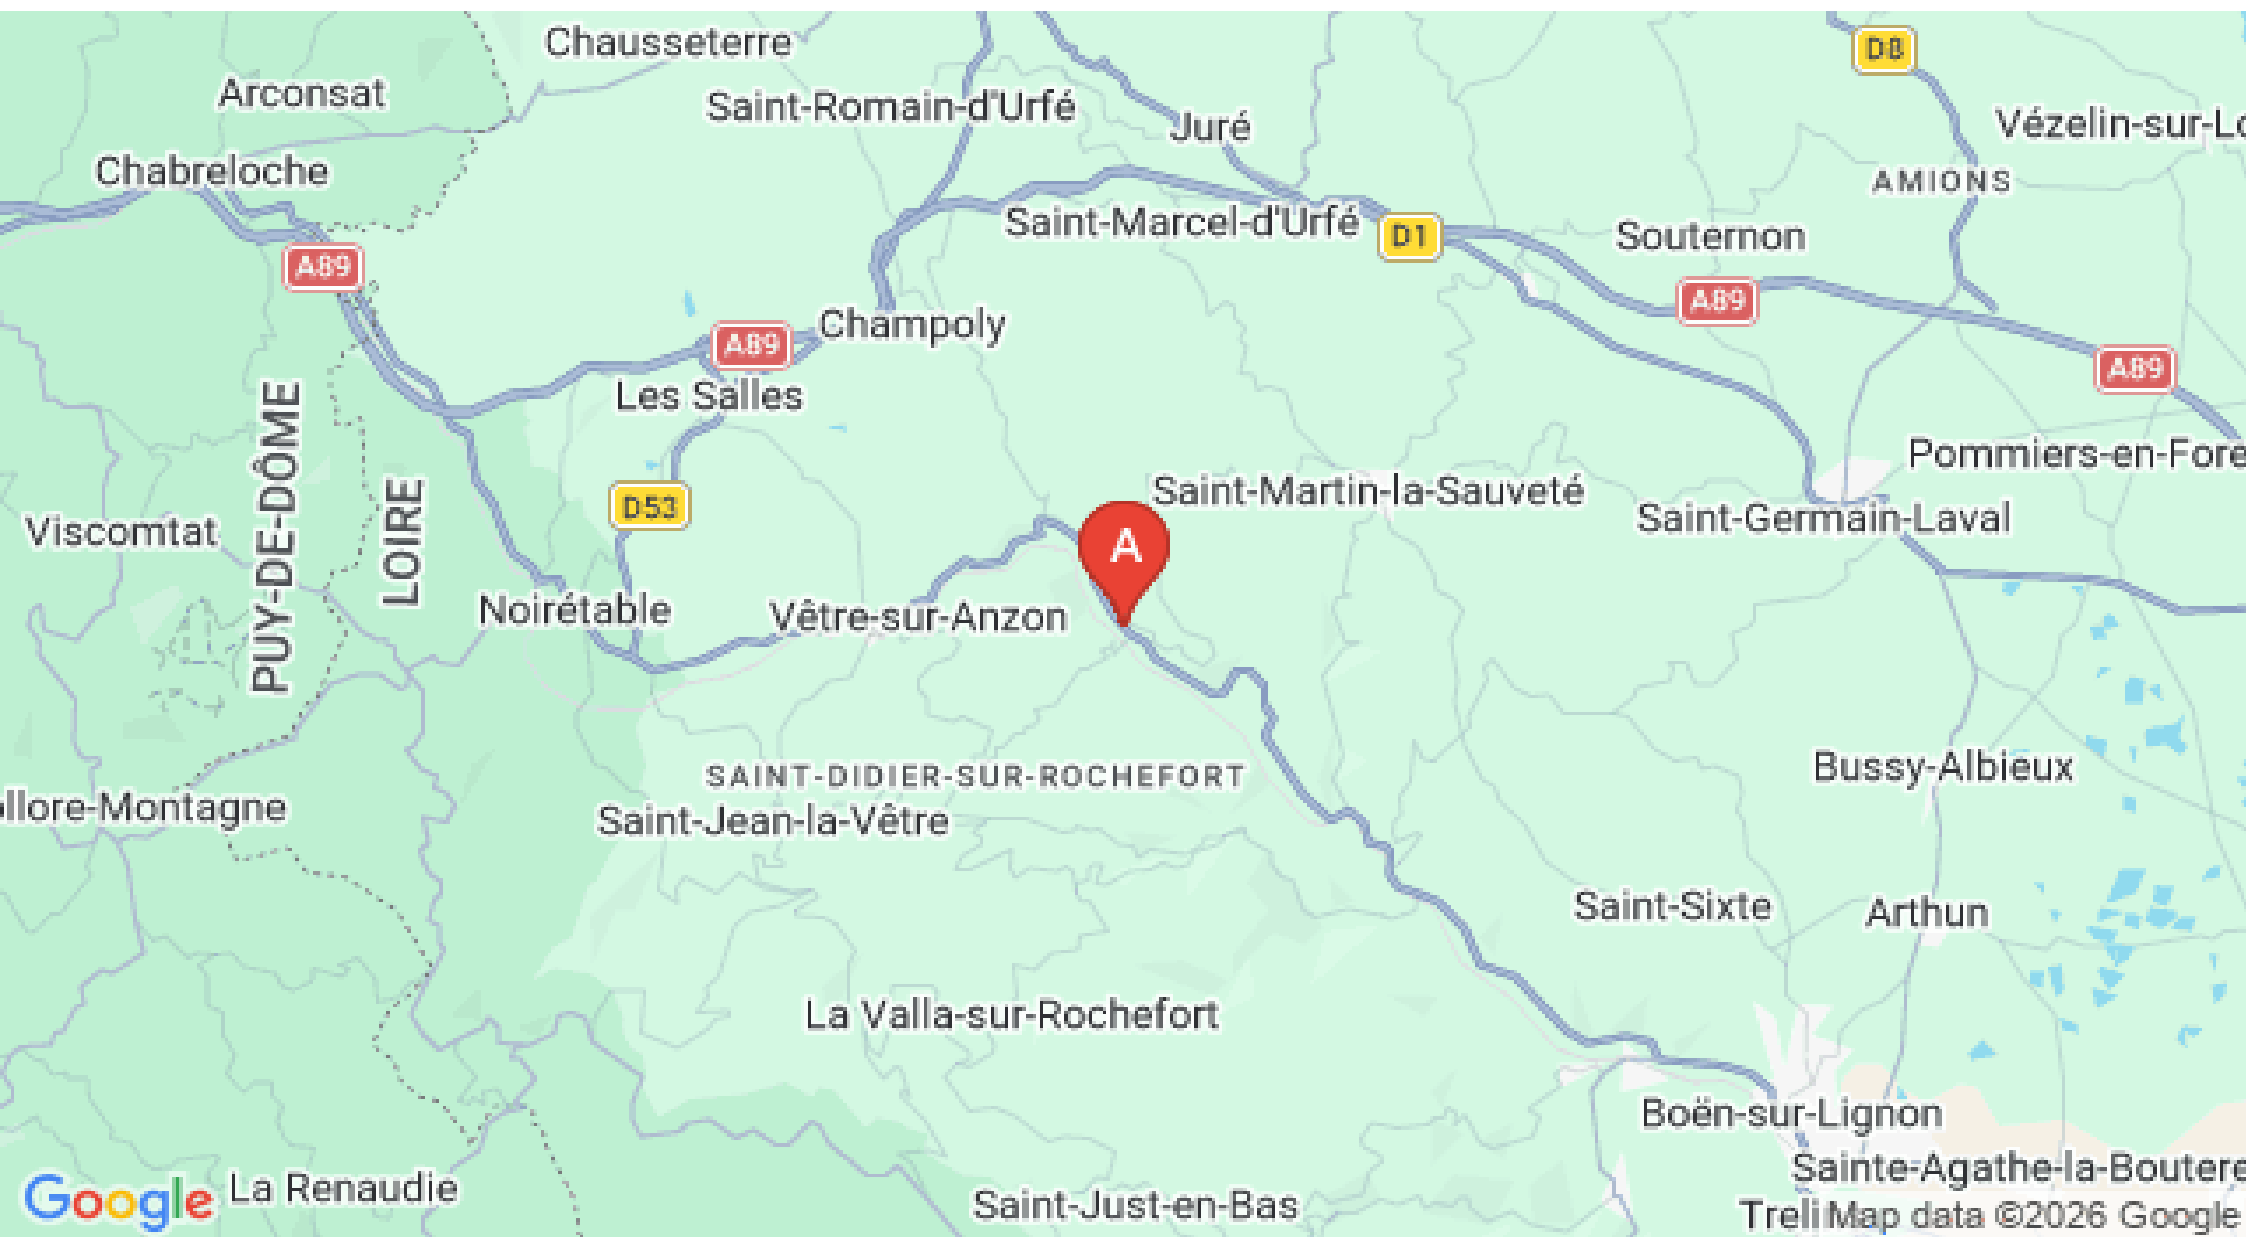 Chausseterre
D8
Arconsat
Saint-Romain-d'Urfé
Juré
Vézelin-sur-Lo
Chabreloche
AMIONS
Saint-Marcel-d'Urfé
D1
Souternon
A89
A89
Champoly
A89
A89
Les Salles
PUY-DE-DÔME
LOIRE
Pommiers-en-Fore
D53
Saint-Martin-la-Sauveté
Saint-Germain-Laval
Viscomtat
A
Noirétable
Vêtre-sur-Anzon
SAINT-DIDIER-SUR-ROCHEFORT
Bussy-Albieux
ollore-Montagne
Saint-Jean-la-Vêtre
Saint-Sixte
Arthun
La Valla-sur-Rochefort
Boën-sur-Lignon
Sainte-Agathe-la-Boutere
Google
La Renaudie
Saint-Just-en-Bas
Treli
Map data ©2026 Google